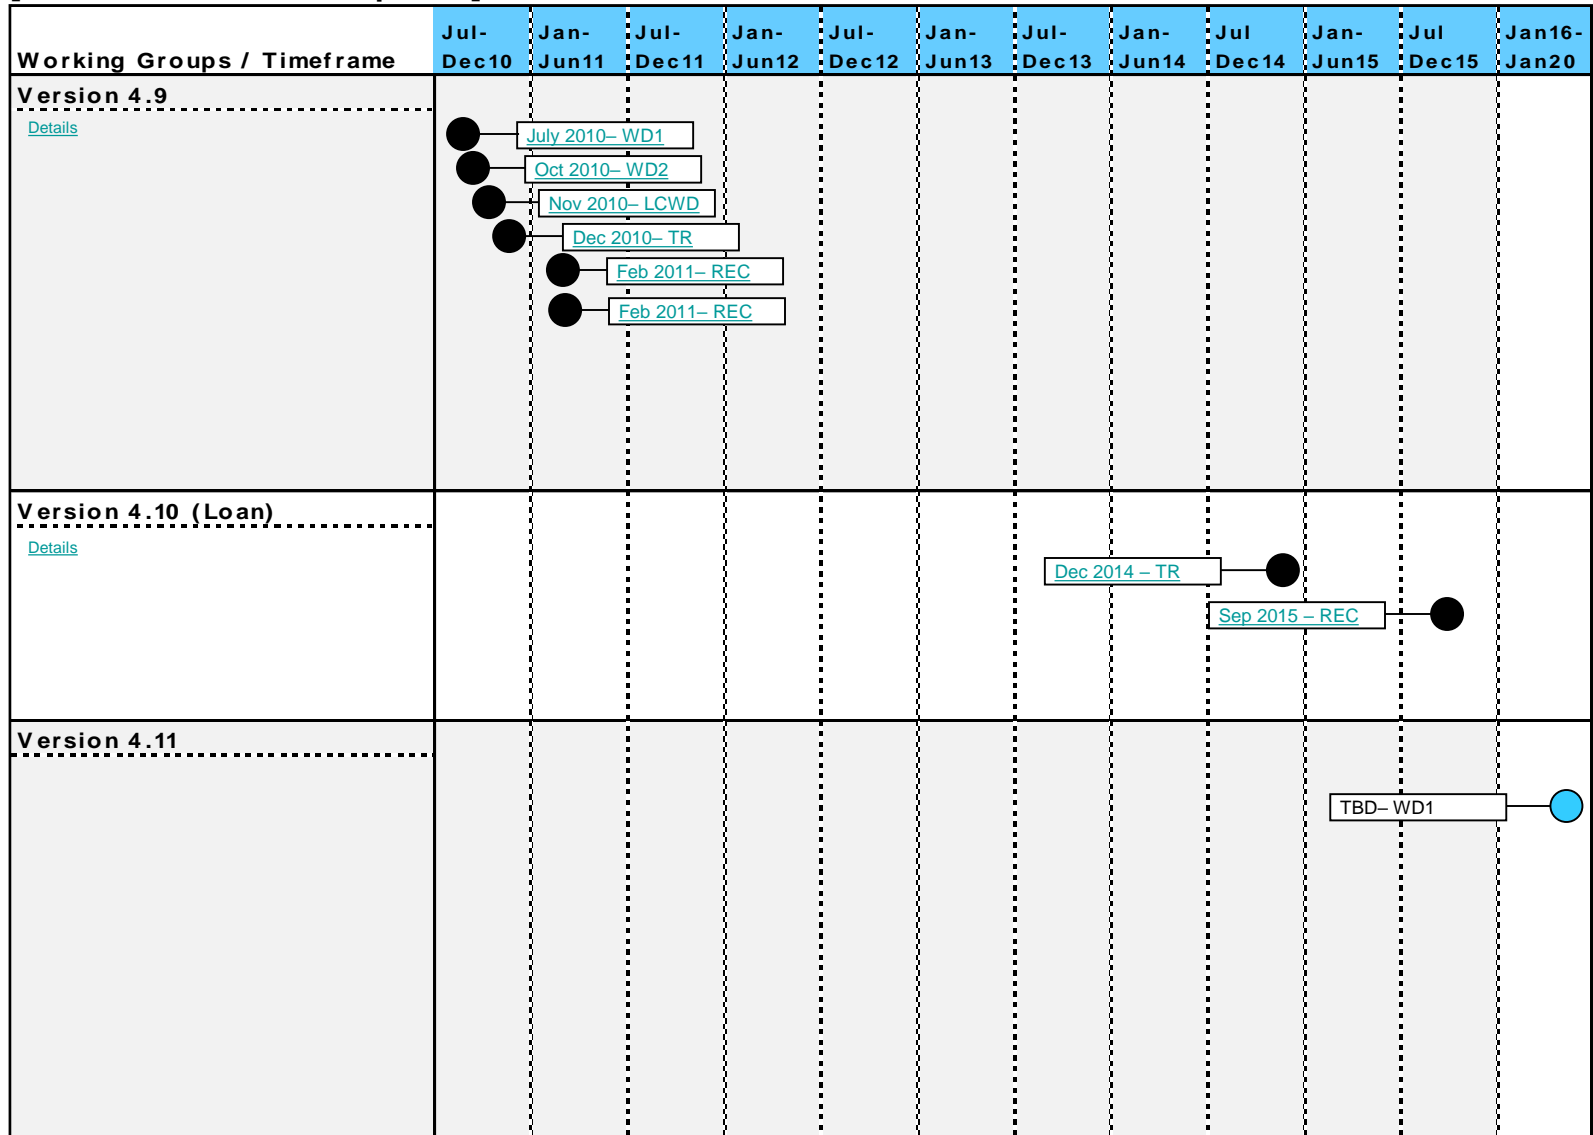 Working Groups / Timeframe
Jul-
Dec10
Jan-
Jun11
Jul-
Dec11
Jan-
Jun12
Jul-
Dec12
Jan-
Jun13
Jul-
Dec13
Jan-
Jun14
Jul
Dec14
Jan-
Jun15
Jul
Dec15
Jan16-
Jan20
Version 4.9
Details
July 2010– WD1
Oct 2010– WD2
Nov 2010– LCWD
Dec 2010– TR
Feb 2011– REC
Feb 2011– REC
Version 4.10 (Loan)
Details
Dec 2014 – TR
Sep 2015 – REC
Version 4.11
TBD– WD1